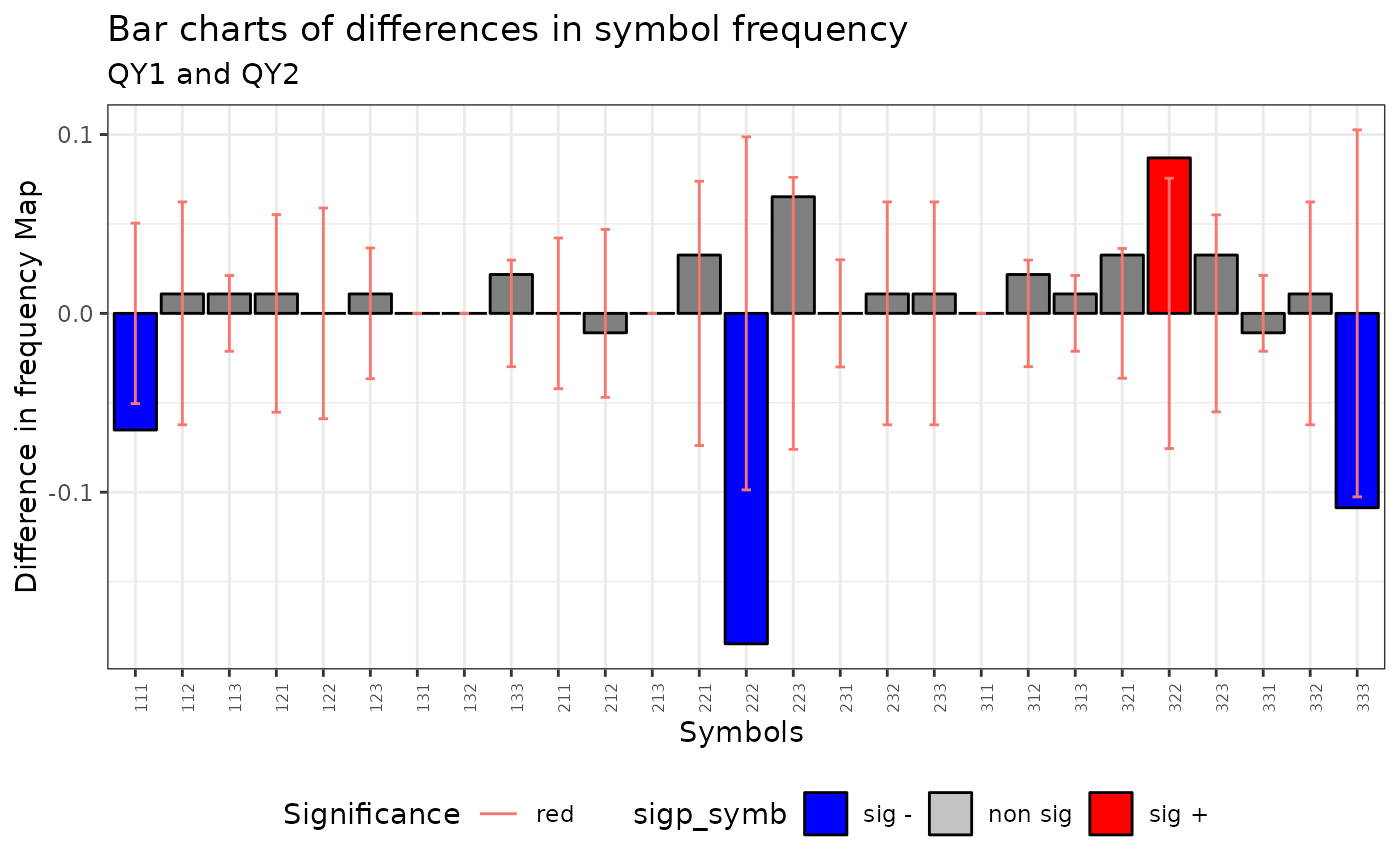 Bar charts of differences in symbol frequency
QY1 and QY2
Difference in frequency Map
0.1
0.0
-0.1
111 112 113 121 122 123 131 132 133 211 212 213 221 222 223 231 232 233 311 312 313 321 322 323 331 332 333
Symbols
Significance red sigp_symb sig - non sig sig +